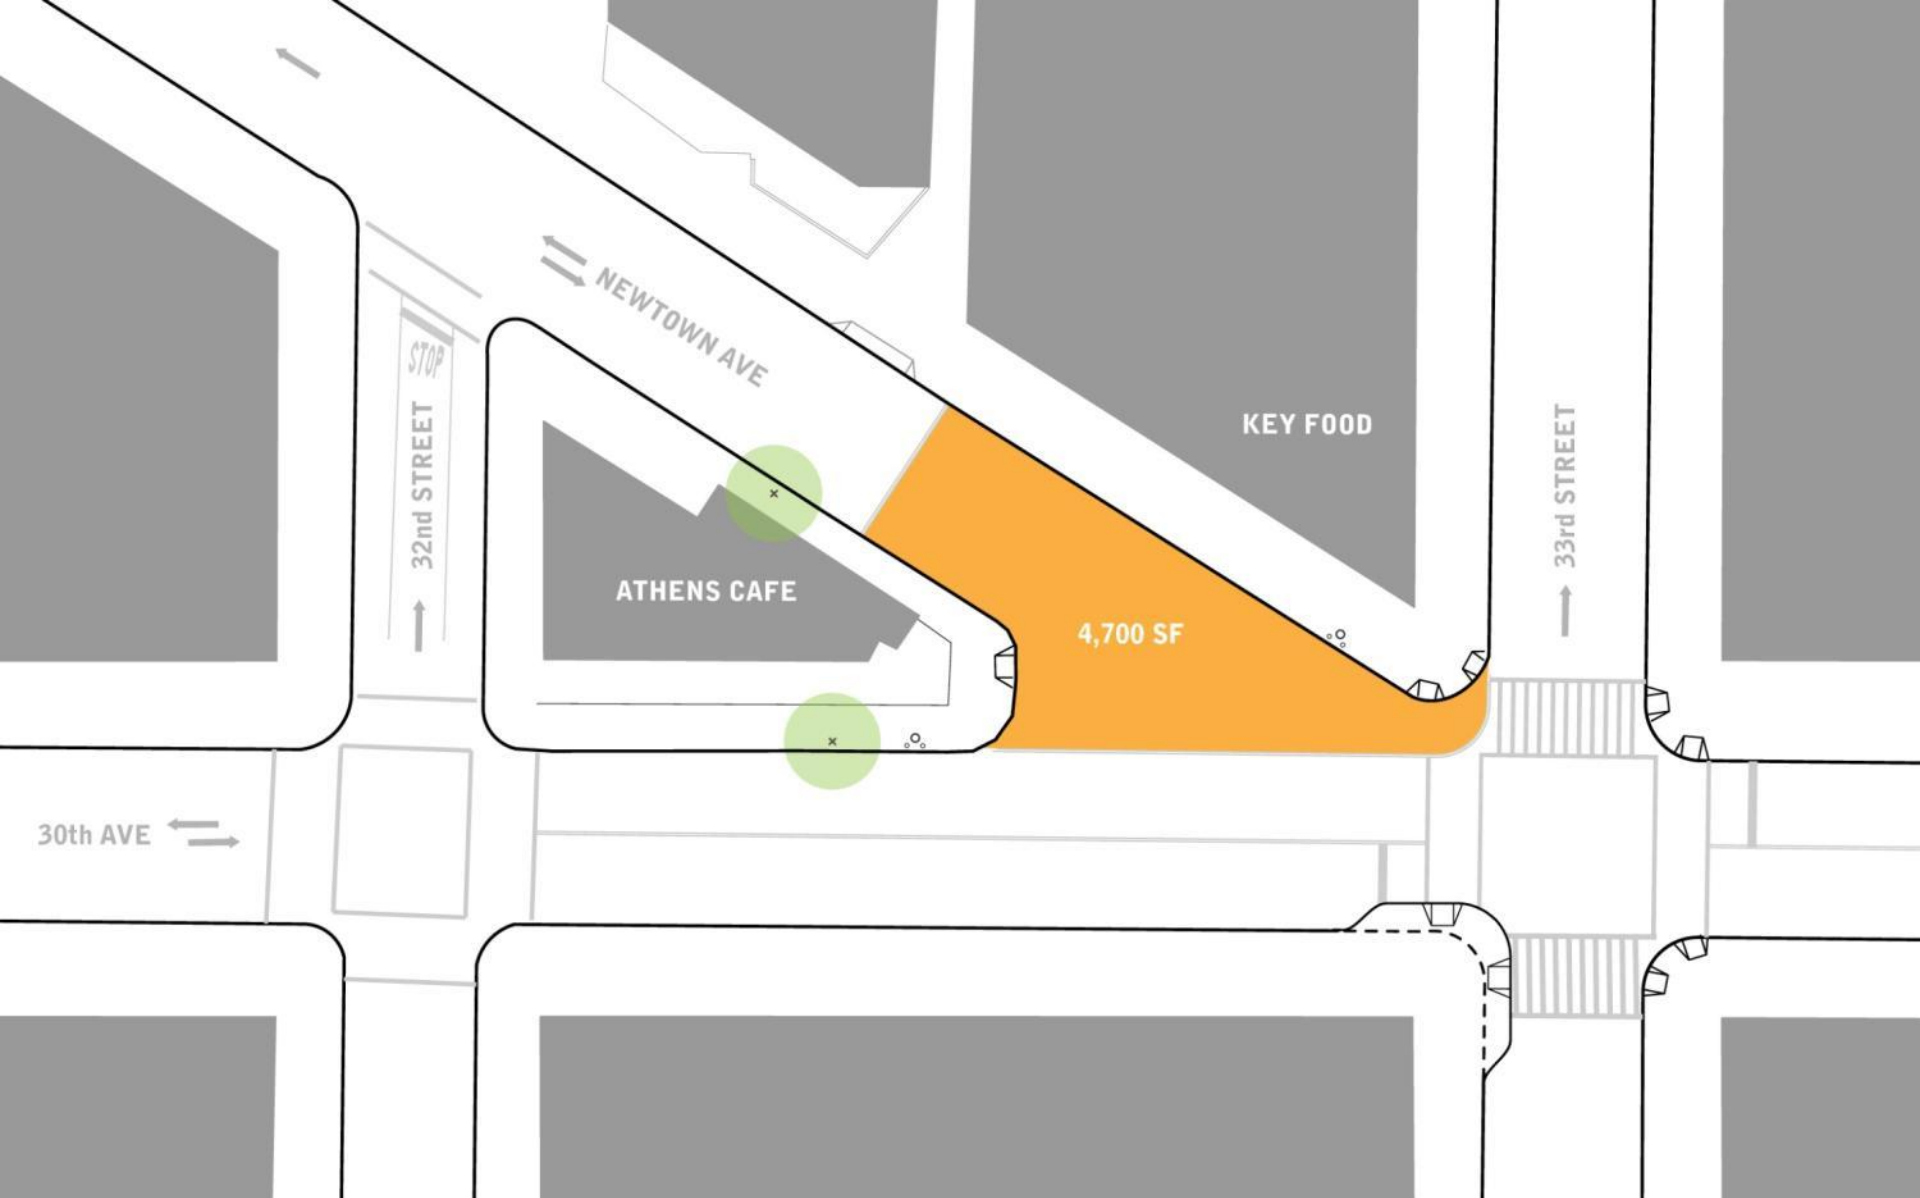 NEWTOWN AVE
STOP
32nd STREET
KEY FOOD
33rd STREET
ATHENS CAFE
4,700 SF
30th AVE